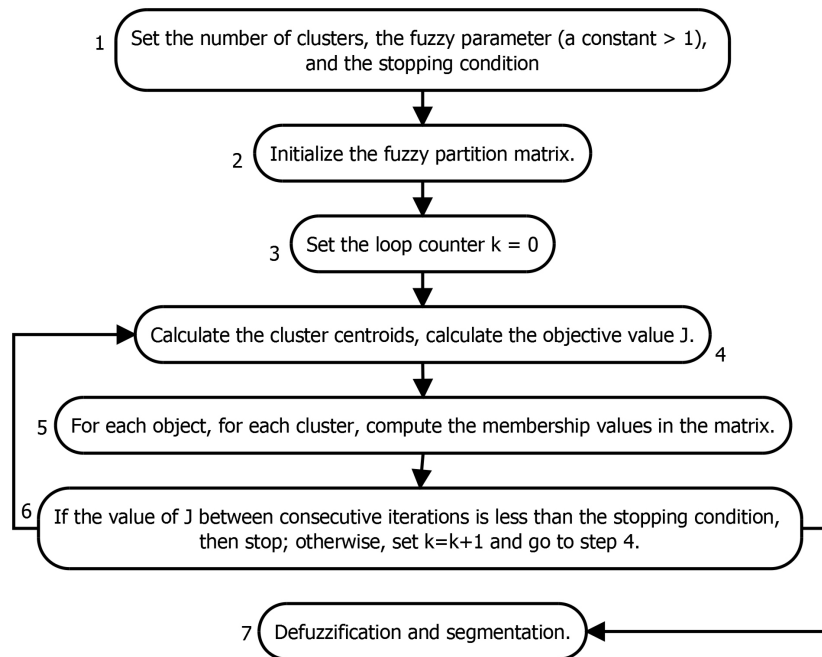 1
Set the number of clusters, the fuzzy parameter (a constant > 1),
and the stopping condition
2
Initialize the fuzzy partition matrix.
3
Set the loop counter k = 0
Calculate the cluster centroids, calculate the objective value J.
4
5
For each object, for each cluster, compute the membership values in the matrix.
6
If the value of J between consecutive iterations is less than the stopping condition,
then stop; otherwise, set k=k+1 and go to step 4.
7
Defuzzification and segmentation.